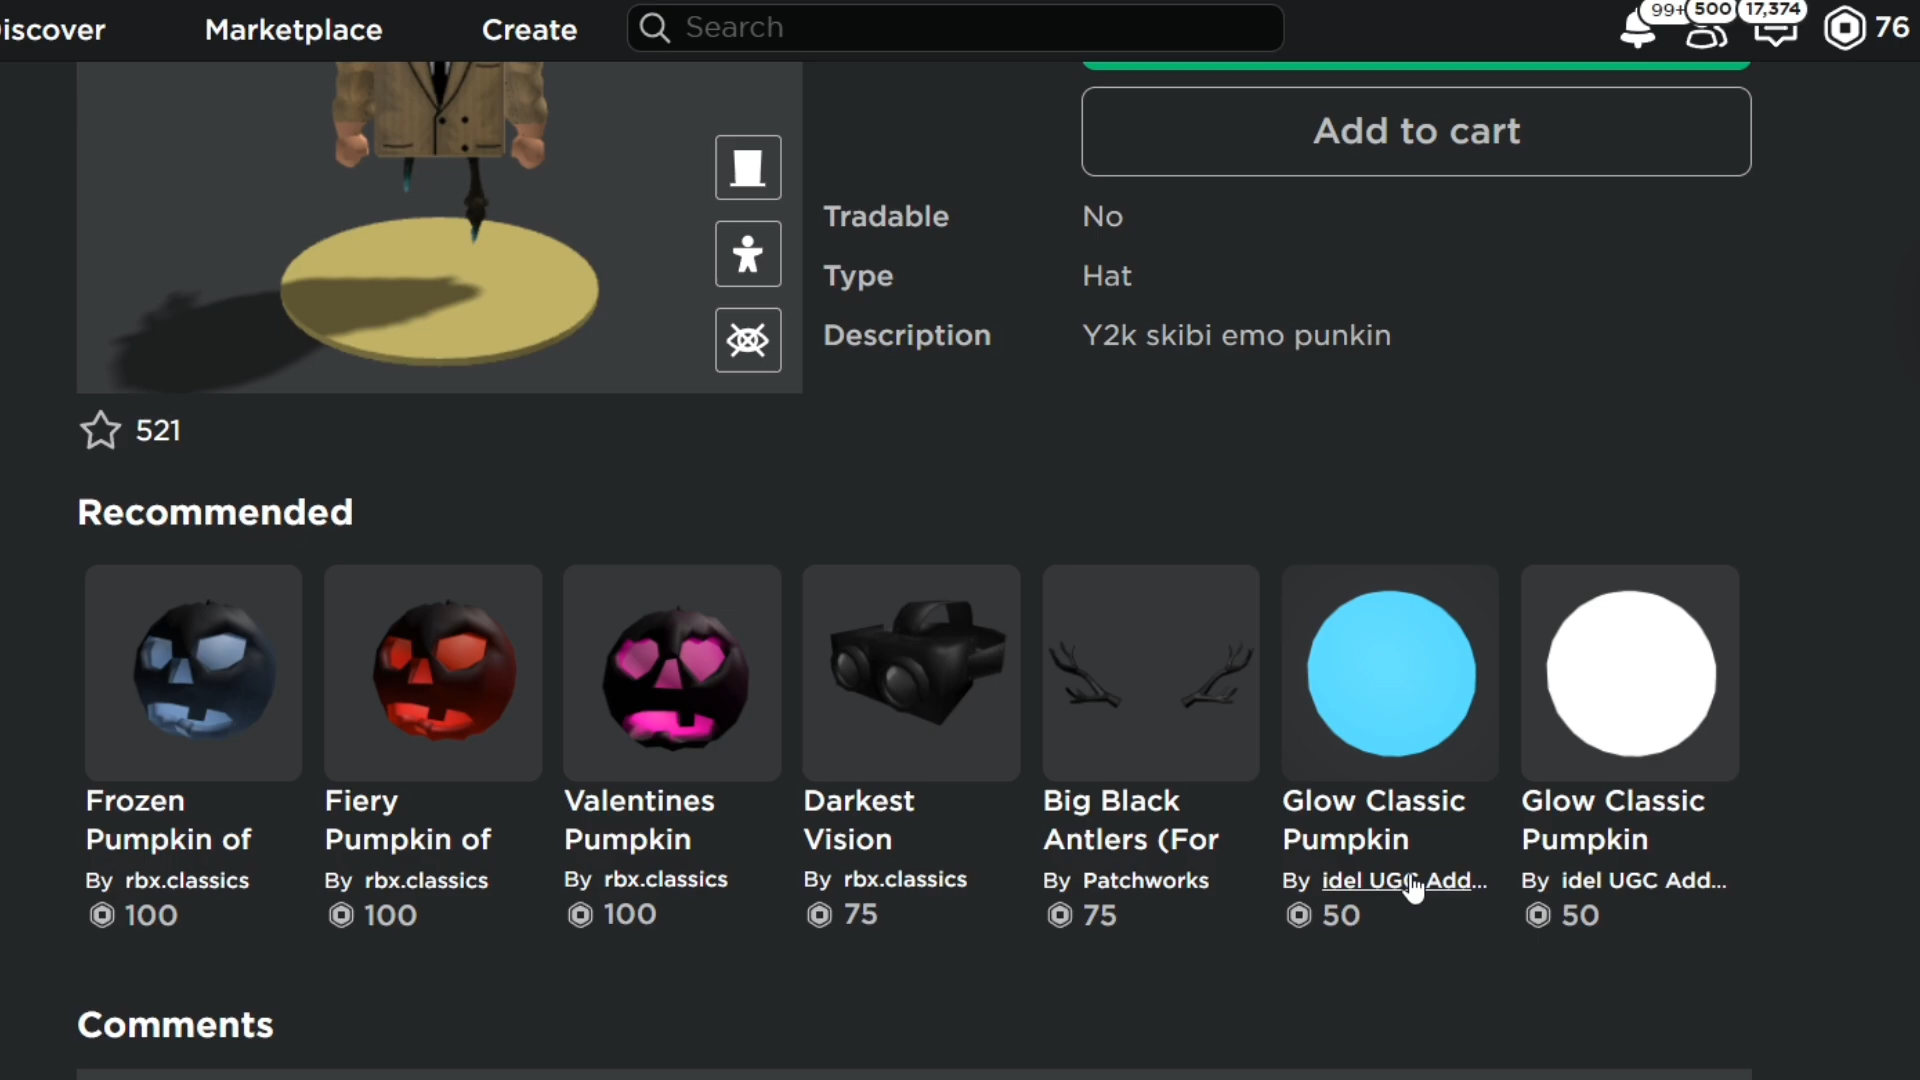 iscover Marketplace Create Search 99+ 500 17,374 76
Add to cart
Tradable No
Type Hat
Description Y2k skibi emo punkin
521
Recommended
Frozen Pumpkin of
By rbx.classics
100
Fiery Pumpkin of
By rbx.classics
100
Valentines Pumpkin
By rbx.classics
100
Darkest Vision
By rbx.classics
75
Big Black Antlers (For
By Patchworks
75
Glow Classic Pumpkin
By idel UGC Add...
50
Glow Classic Pumpkin
By idel UGC Add...
50
Comments